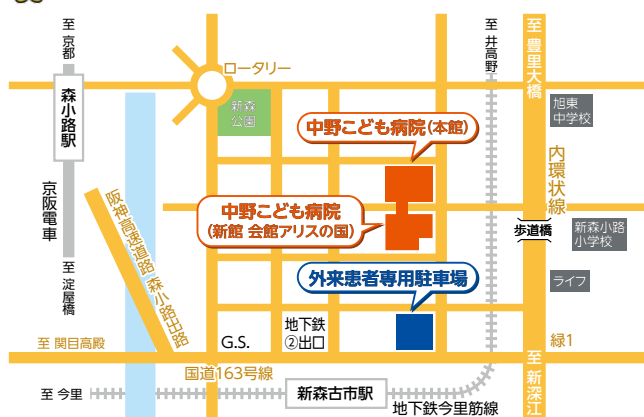 至 京都
森小路駅
京阪電車
至 淀屋橋
ロータリー
新森
公園
至 井高野
至 豊里大橋
旭東
中学校
内環状線
中野こども病院(本館)
中野こども病院
(新館 会館アリスの国)
歩道橋
新森小路
小学校
阪神高速道路 森小路出路
外来患者専用駐車場
ライフ
至 関目高殿
G.S.
地下鉄
②出口
緑1
国道163号線
至 新深江
至 今里
新森古市駅
地下鉄今里筋線